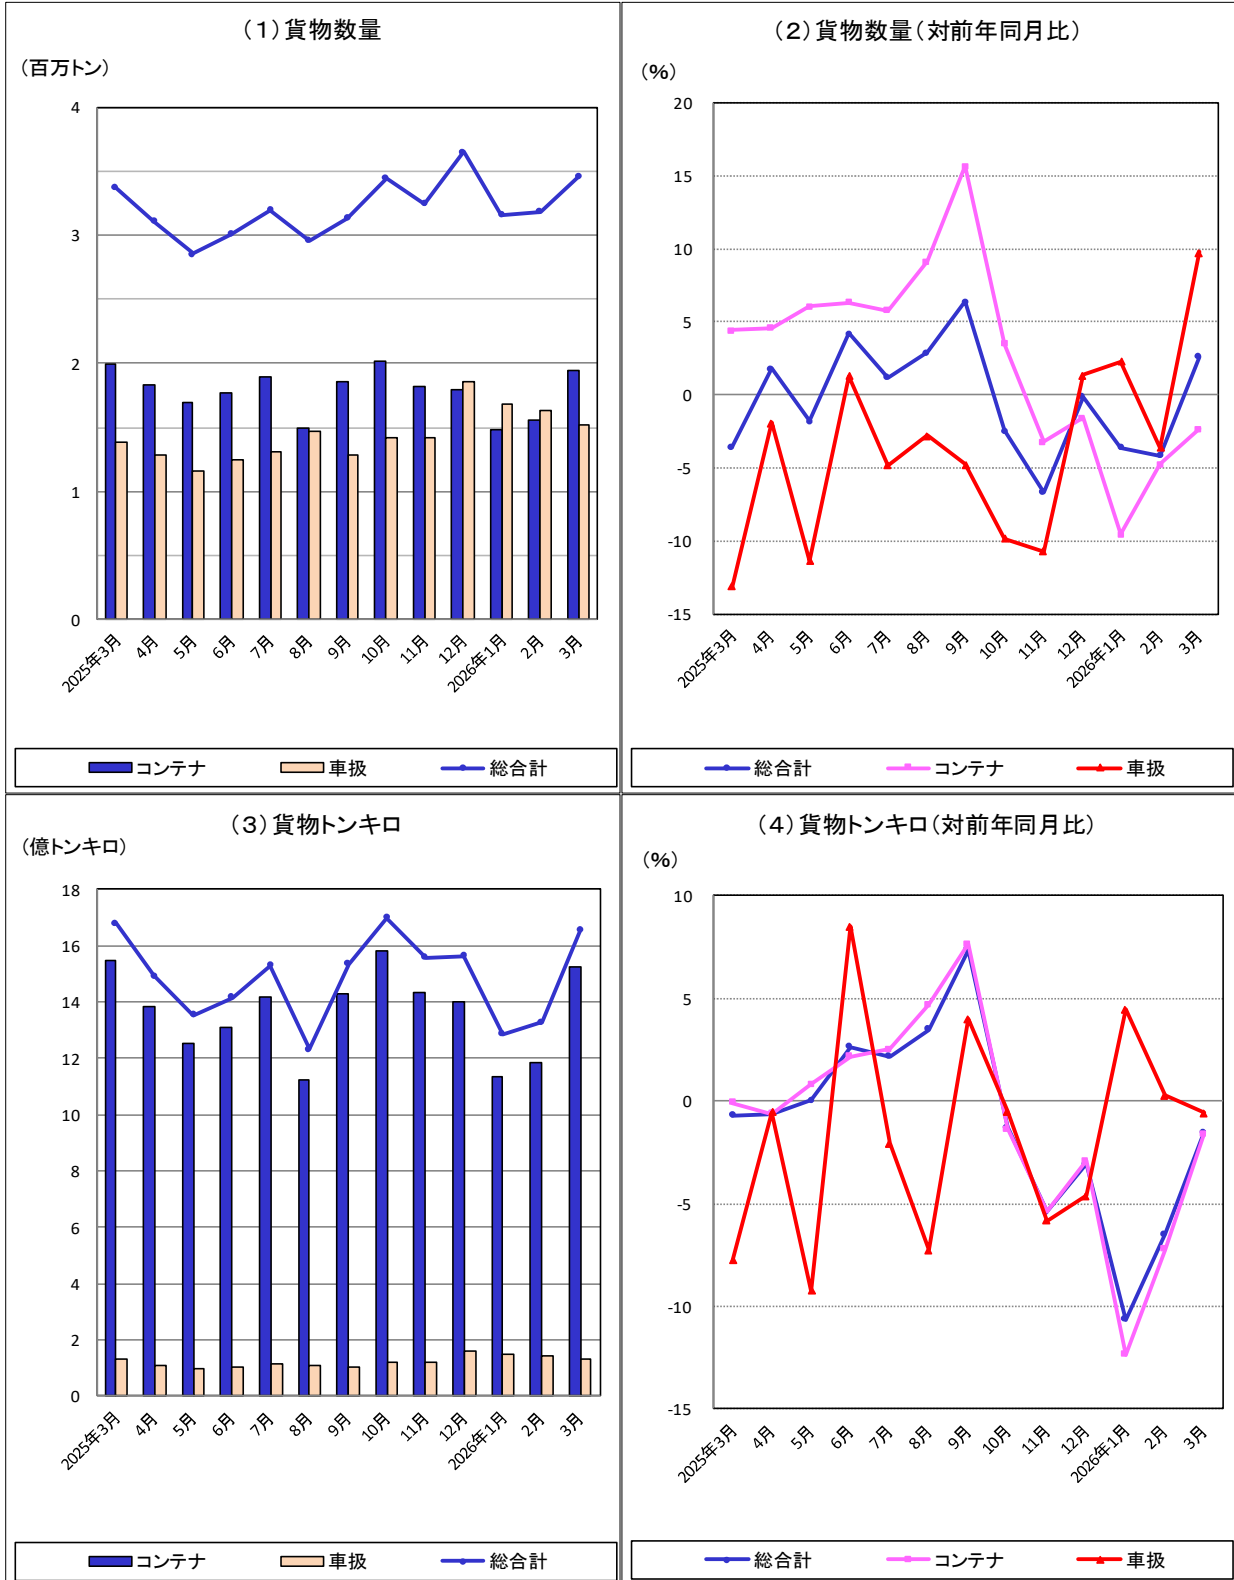 （１）貨物数量
（百万トン）
4
3
2
1
0
2025年3月 4月 5月 6月 7月 8月 9月 10月 11月 12月 2026年1月 2月 3月
コンテナ 車扱 総合計
（２）貨物数量（対前年同月比）
（%）
20
15
10
5
0
-5
-10
-15
2025年3月 4月 5月 6月 7月 8月 9月 10月 11月 12月 2026年1月 2月 3月
総合計 コンテナ 車扱
（３）貨物トンキロ
（億トンキロ）
18
16
14
12
10
8
6
4
2
0
2025年3月 4月 5月 6月 7月 8月 9月 10月 11月 12月 2026年1月 2月 3月
コンテナ 車扱 総合計
（４）貨物トンキロ（対前年同月比）
（%）
10
5
0
-5
-10
-15
2025年3月 4月 5月 6月 7月 8月 9月 10月 11月 12月 2026年1月 2月 3月
総合計 コンテナ 車扱